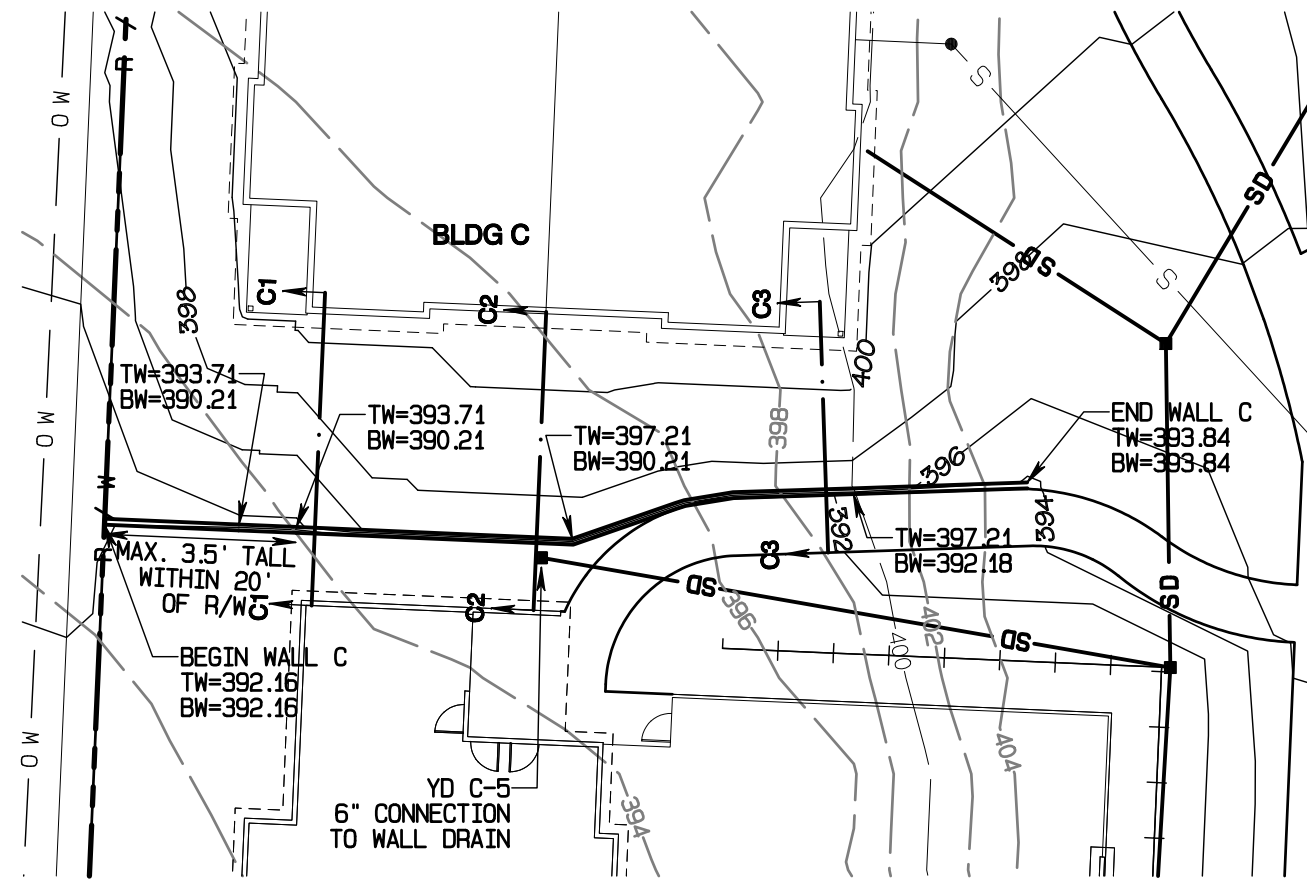 R/W
OM
S
SD
BLDG C
398
SD
398
S
C1
C2
C3
400
TW=393.71
BW=390.21
TW=393.71
BW=390.21
398
TW=397.21
BW=390.21
END WALL C
TW=393.84
BW=393.84
OM
396
394
392
MAX. 3.5' TALL
WITHIN 20'
OF R/W
TW=397.21
BW=392.18
C3
C1
C2
SD
SD
396
402
SD
400
BEGIN WALL C
TW=392.16
BW=392.16
OM
404
YD C-5
6" CONNECTION
TO WALL DRAIN
394